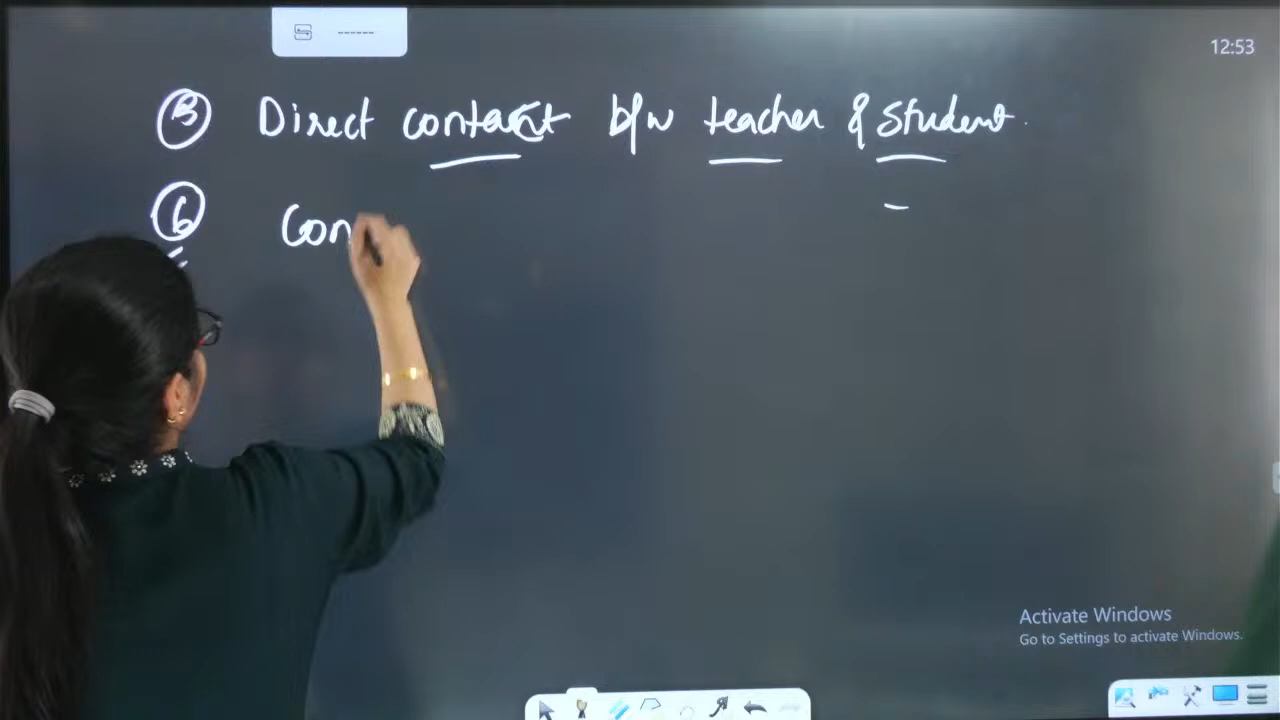 12:53
⑤ Direct contact b/w teacher & student.
⑥ Con
Activate Windows
Go to Settings to activate Windows.